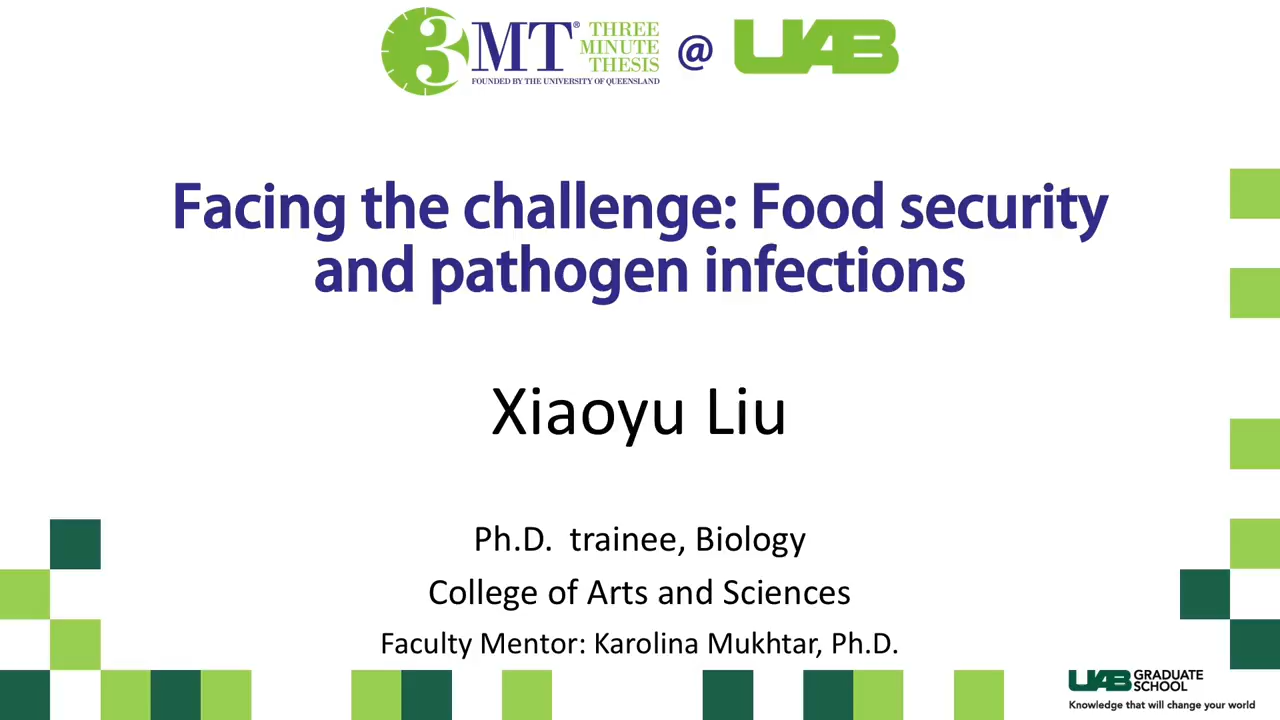 3MT® THREE MINUTE THESIS
FOUNDED BY THE UNIVERSITY OF QUEENSLAND
@ UAB
Facing the challenge: Food security
and pathogen infections
Xiaoyu Liu
Ph.D. trainee, Biology
College of Arts and Sciences
Faculty Mentor: Karolina Mukhtar, Ph.D.
UAB GRADUATE SCHOOL
Knowledge that will change your world